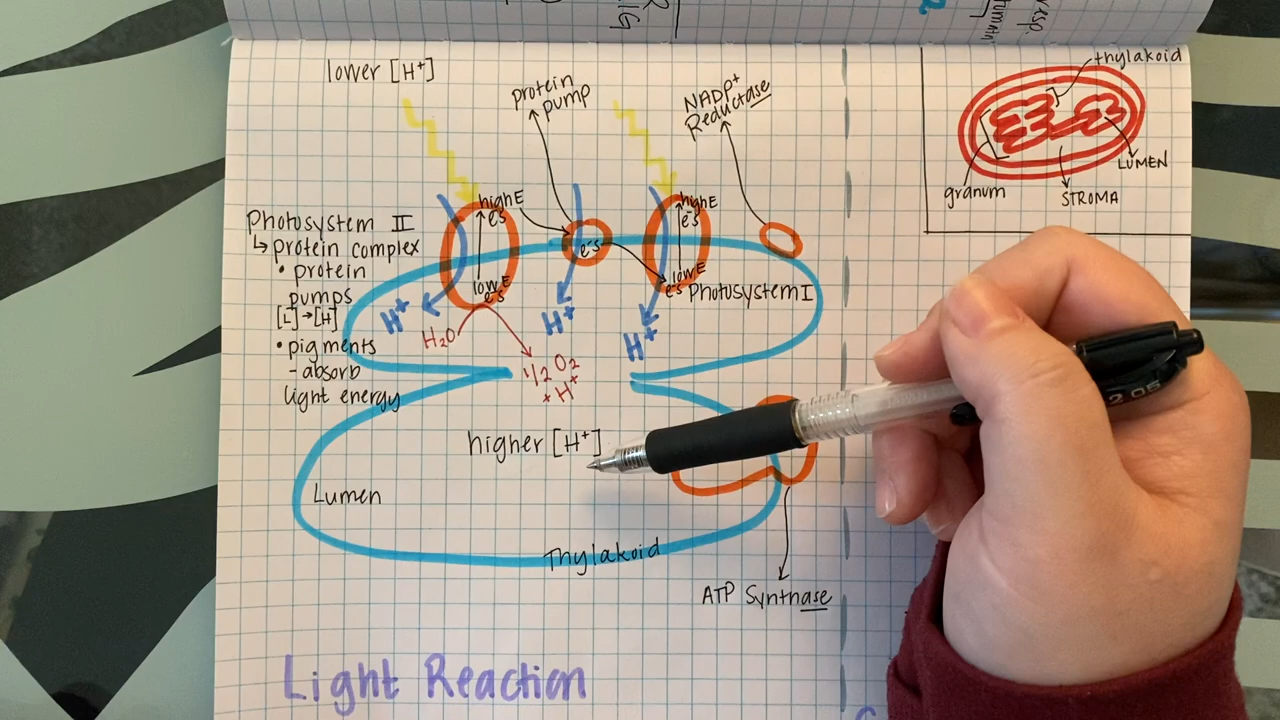 lower [H⁺]
protein
pump
NADP⁺
Reductase
thylakoid
LUMEN
granum
STROMA
Photosystem II
↳ protein complex
• protein
pumps
[L]→[H]
• pigments
- absorb
light energy
high E
e⁻s
low E
e⁻s
H⁺
H₂O
1/2 O₂
+ H⁺
e⁻s
H⁺
high E
e⁻s
low E
e⁻s
Photosystem I
H⁺
higher [H⁺]
Lumen
Thylakoid
ATP Synthase
Light Reaction